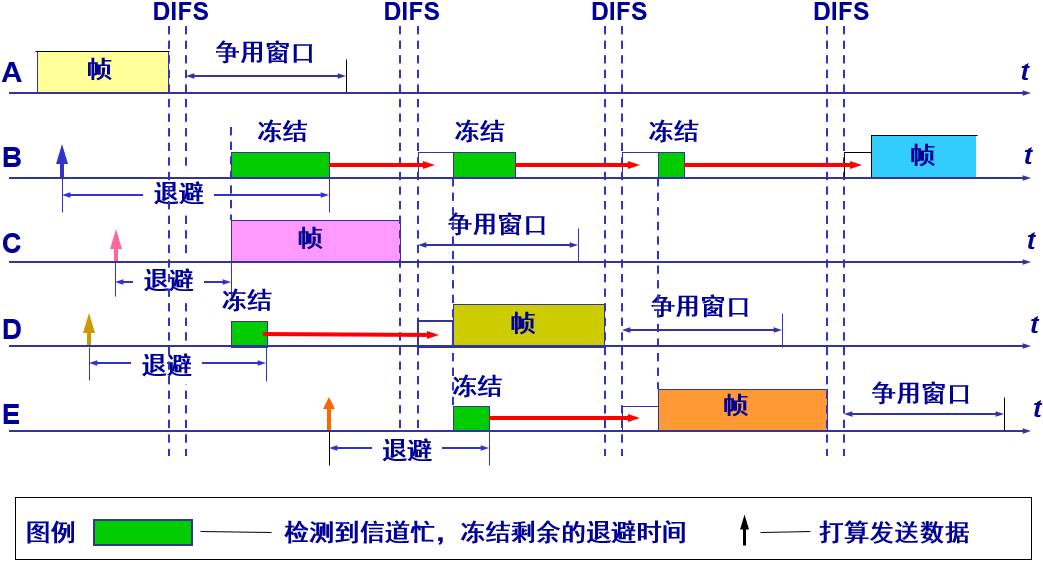 DIFS DIFS DIFS DIFS
争用窗口
A 帧 t
冻结 冻结 冻结
B 帧 t
退避
争用窗口
C 帧 t
退避
冻结 争用窗口
D 帧 t
退避
冻结 争用窗口
E 帧 t
退避
图例 检测到信道忙，冻结剩余的退避时间 打算发送数据